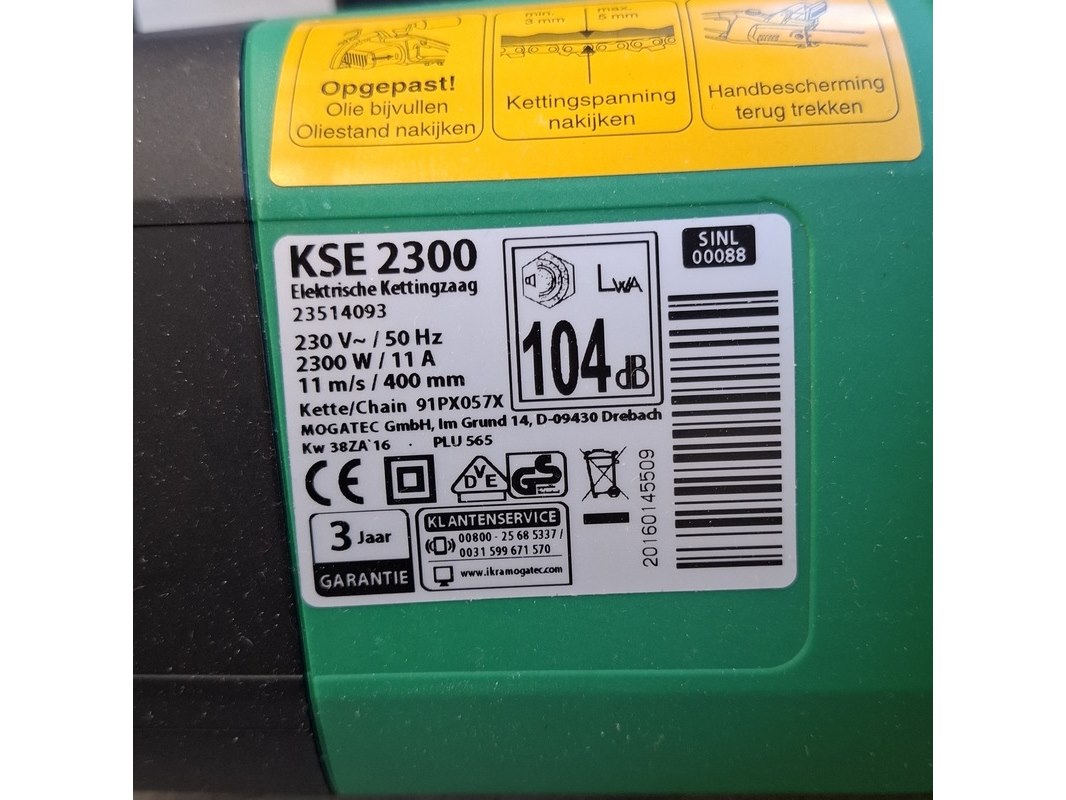 Opgepast!
Olie bijvullen
Oliestand nakijken
min. max.
3 mm 5 mm
Kettingspanning
nakijken
Handbescherming
terug trekken
KSE 2300
Elektrische Kettingzaag
23514093
230 V~ / 50 Hz
2300 W / 11 A
11 m/s / 400 mm
Kette/Chain 91PX057X
MOGATEC GmbH, Im Grund 14, D-09430 Drebach
Kw 38ZA`16 · PLU 565
LWA
104 dB
SINL
00088
CE
DVE
GS
3 Jaar
GARANTIE
KLANTENSERVICE
00800 - 25 68 5337 /
0031 599 671 570
www.ikramogatec.com
20160145509